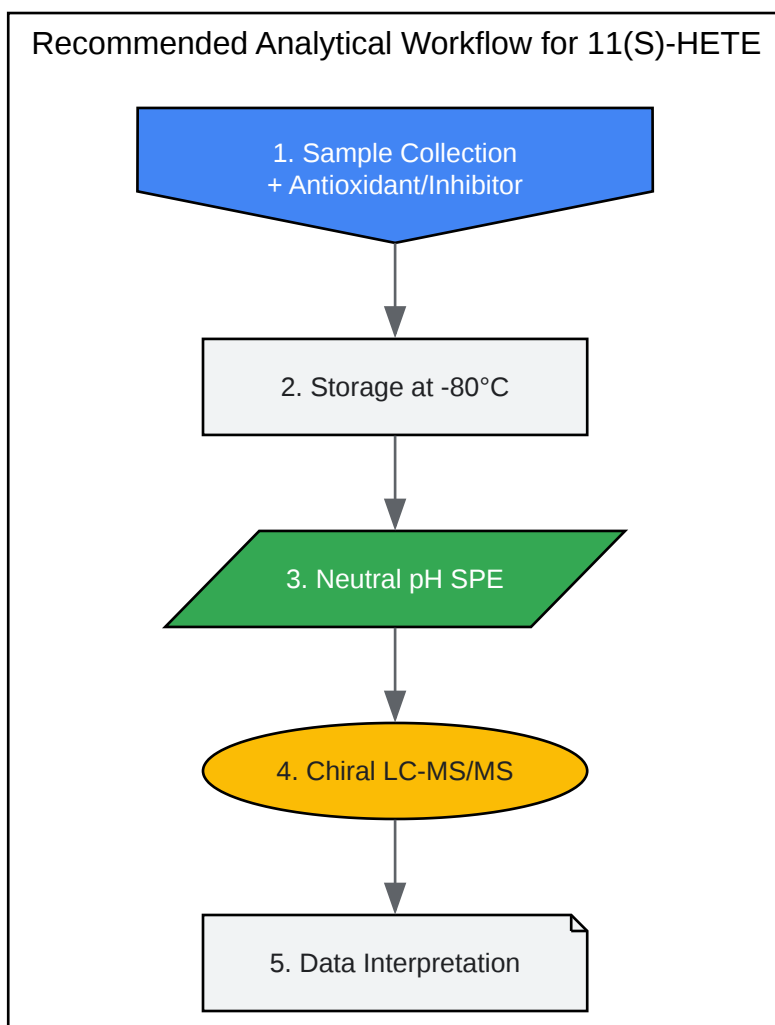 Recommended Analytical Workflow for 11(S)-HETE
1. Sample Collection
+ Antioxidant/Inhibitor
2. Storage at -80°C
3. Neutral pH SPE
4. Chiral LC-MS/MS
5. Data Interpretation